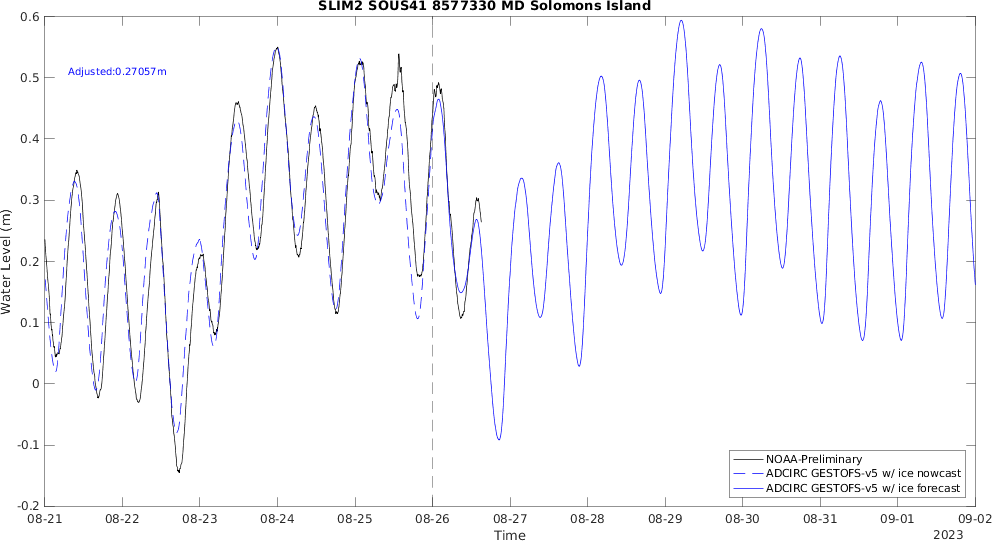 SLIM2 SOUS41 8577330 MD Solomons Island
Adjusted:0.27057m
Water Level (m)
0.6
0.5
0.4
0.3
0.2
0.1
0
-0.1
-0.2
NOAA-Preliminary
ADCIRC GESTOFS-v5 w/ ice nowcast
ADCIRC GESTOFS-v5 w/ ice forecast
08-21 08-22 08-23 08-24 08-25 08-26 08-27 08-28 08-29 08-30 08-31 09-01 09-02
Time
2023